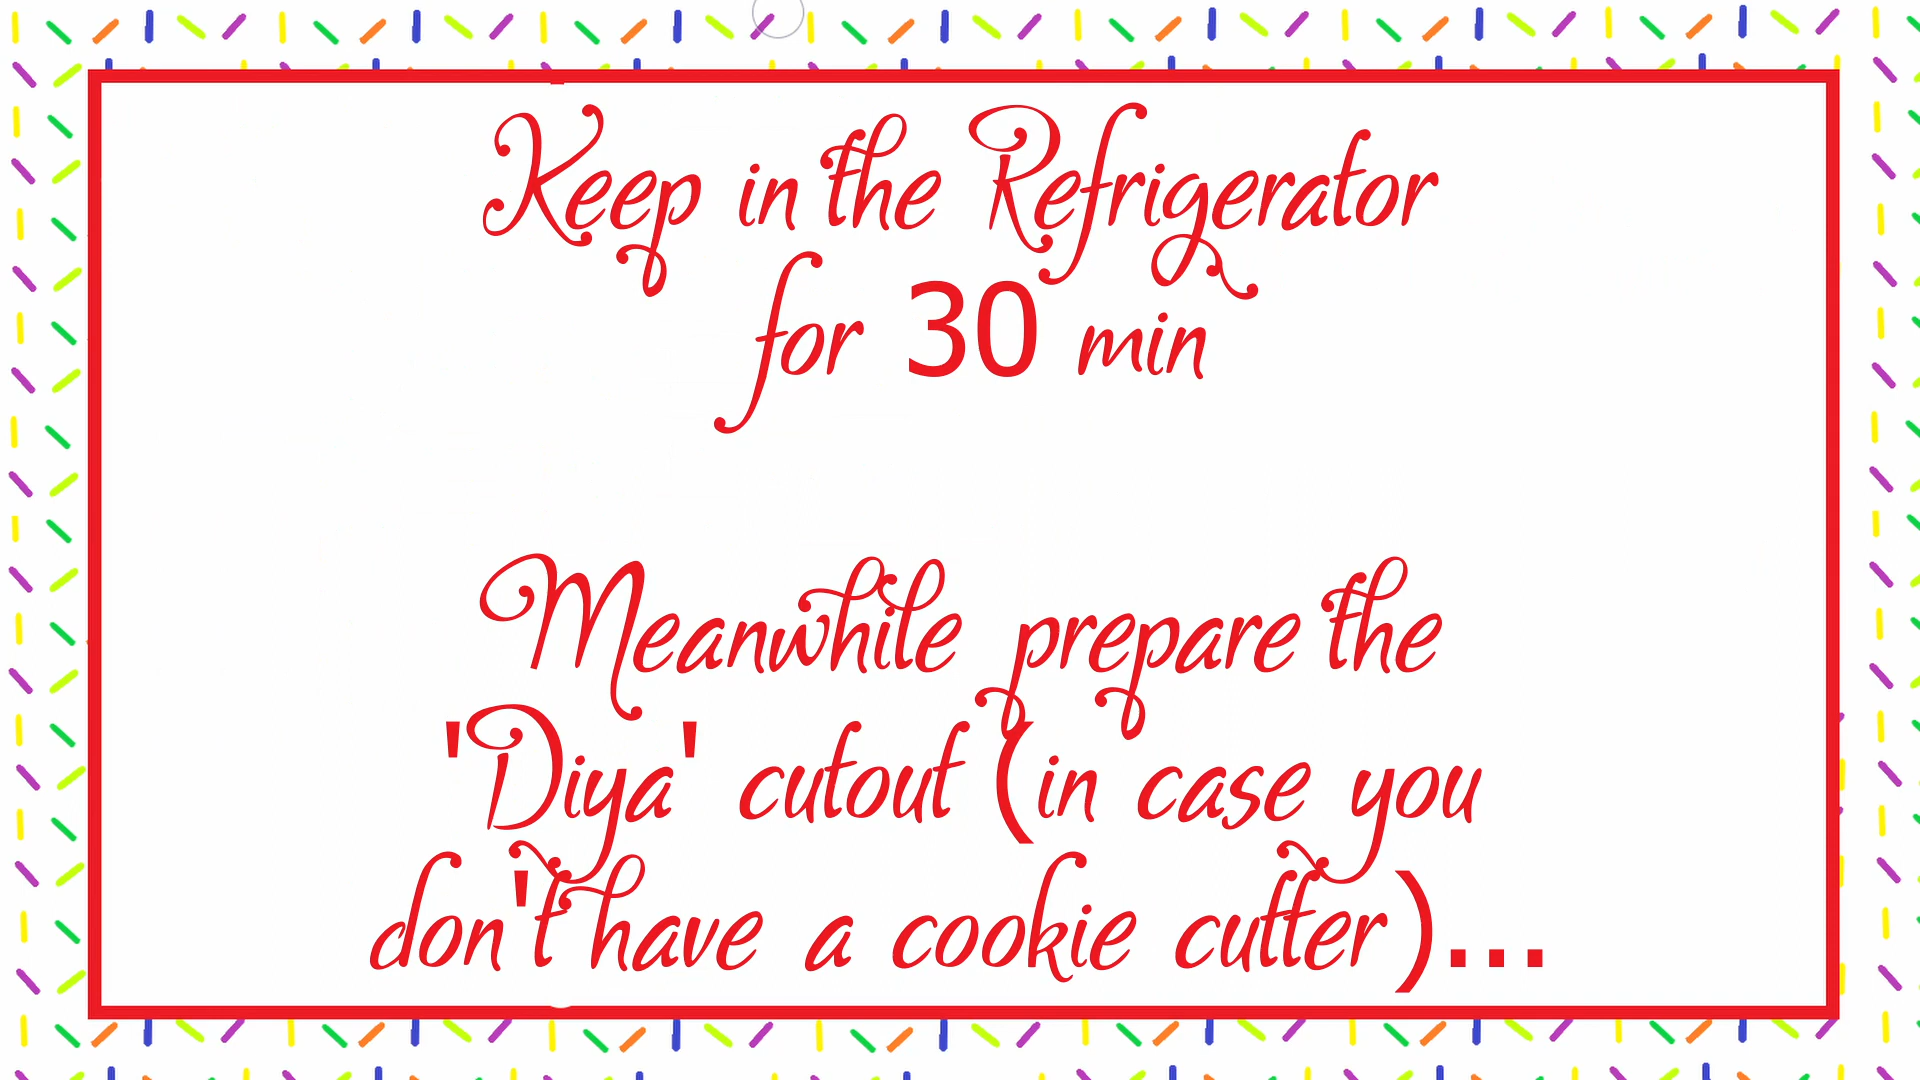 Keep in the Refrigerator
for 30 min
Meanwhile prepare the
'Diya' cutout (in case you
don't have a cookie cutter)...